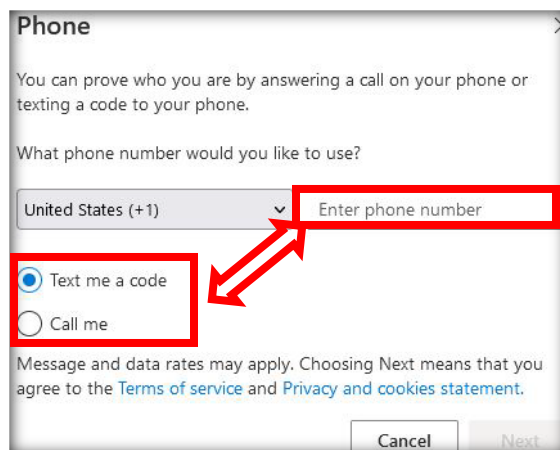 Phone
You can prove who you are by answering a call on your phone or
texting a code to your phone.
What phone number would you like to use?
United States (+1) Enter phone number
Text me a code
Call me
Message and data rates may apply. Choosing Next means that you
agree to the Terms of service and Privacy and cookies statement.
Cancel Next